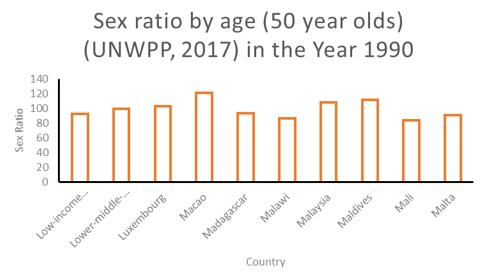 Sex ratio by age (50 year olds)
(UNWPP, 2017) in the Year 1990
140
120
100
80
60
40
20
0
Sex Ratio
Low-income...
Lower-middle-...
Luxembourg
Macao
Madagascar
Malawi
Malaysia
Maldives
Mali
Malta
Country